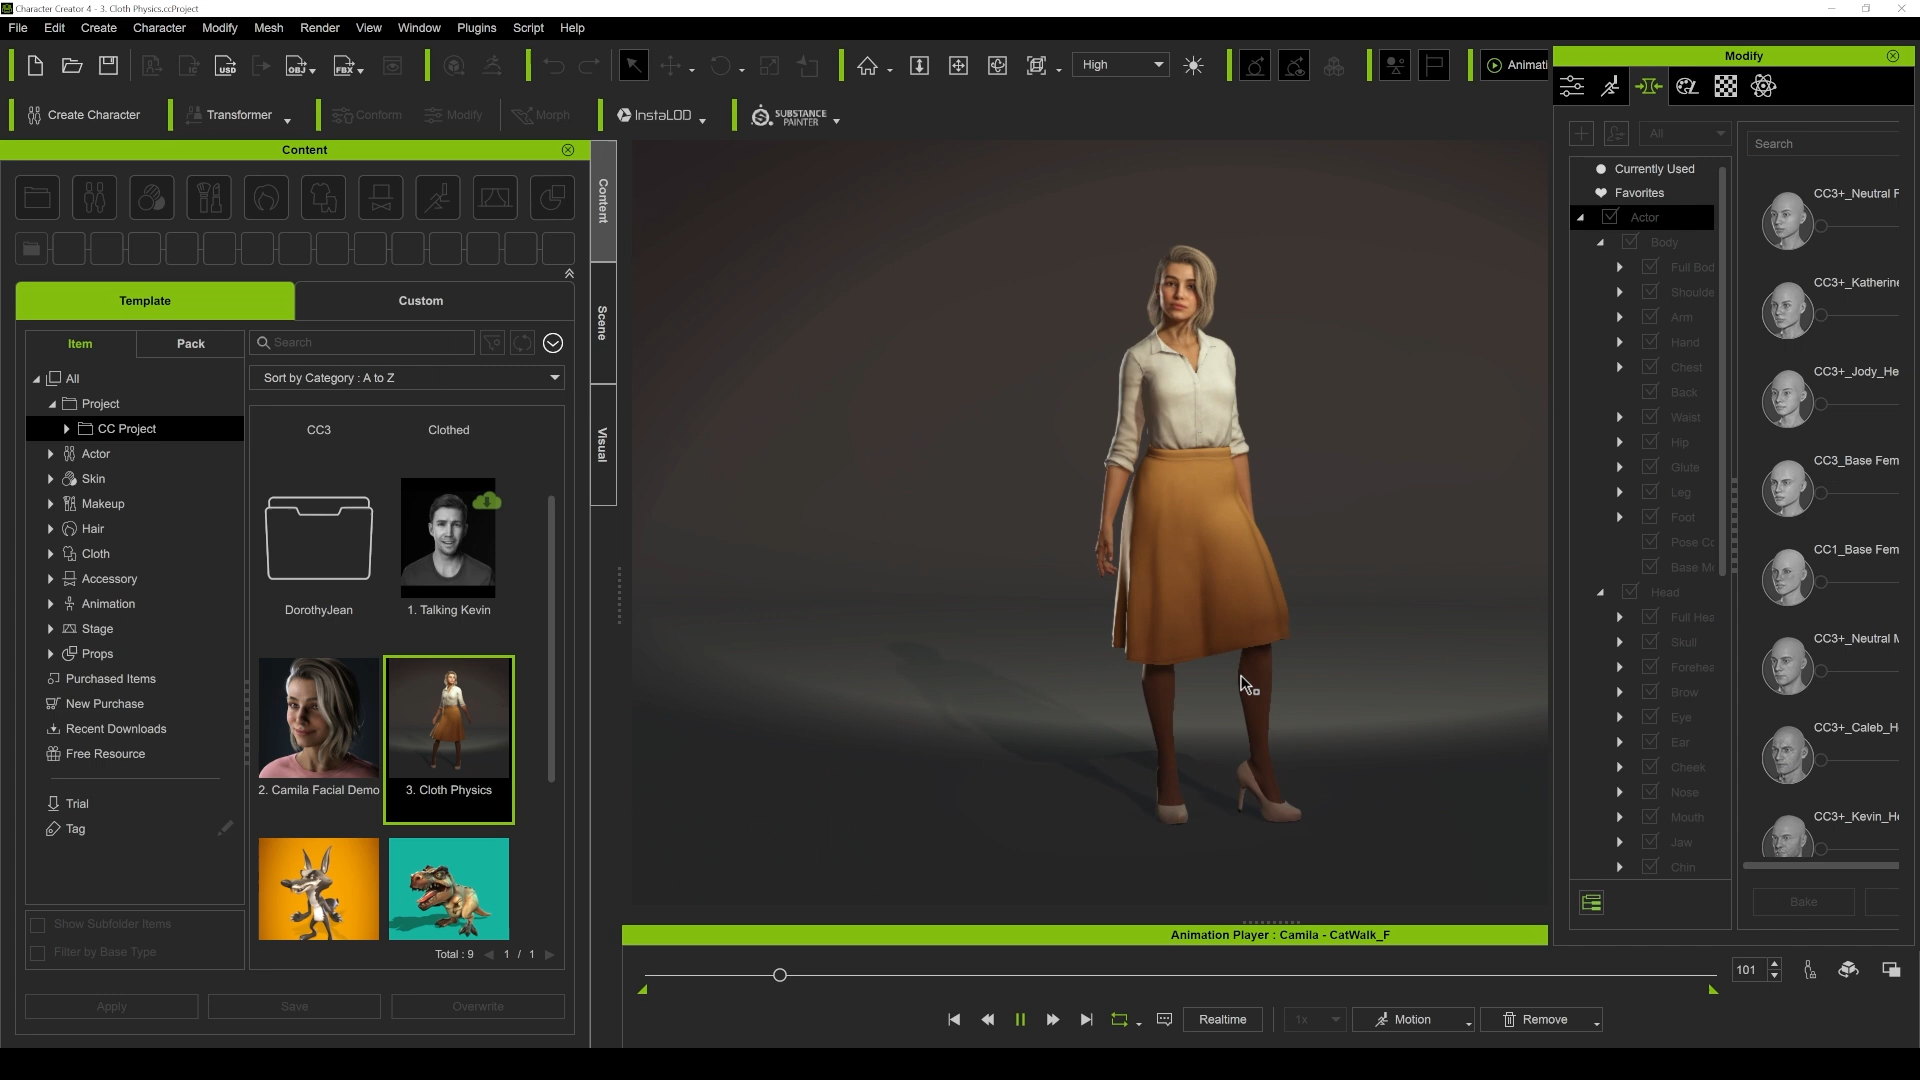 Character Creator 4 - 3. Cloth Physics.ccProject
File Edit Create Character Modify Mesh Render View Window Plugins Script Help
USD OBJ FBX High Animati
Create Character Transformer Conform Modify Morph InstaLOD SUBSTANCE PAINTER
Content
Template Custom
Item Pack
Search
Sort by Category : A to Z
All
Project
CC Project
Actor
Skin
Makeup
Hair
Cloth
Accessory
Animation
Stage
Props
Purchased Items
New Purchase
Recent Downloads
Free Resource
Trial
Tag
Show Subfolder Items
Filter by Base Type
CC3 Clothed
DorothyJean 1. Talking Kevin
2. Camila Facial Demo 3. Cloth Physics
Total : 9 1 / 1
Apply Save Overwrite
Content
Scene
Visual
Animation Player : Camila - CatWalk_F
101
Realtime 1x Motion Remove
Modify
All
Currently Used
Favorites
Actor
Body
Full Bod
Shoulde
Arm
Hand
Chest
Back
Waist
Hip
Glute
Leg
Foot
Pose Co
Base Mo
Head
Full Hea
Skull
Forehea
Brow
Eye
Ear
Cheek
Nose
Mouth
Jaw
Chin
Search
CC3+_Neutral F
CC3+_Katherine
CC3+_Jody_He
CC3_Base Fem
CC1_Base Fem
CC3+_Neutral M
CC3+_Caleb_H
CC3+_Kevin_He
Bake